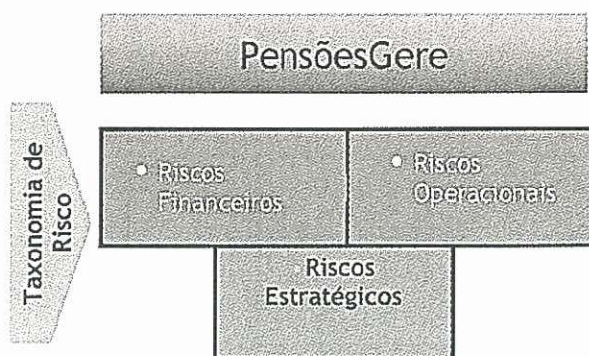 PensõesGere
Taxonomia de
Risco
• Riscos
Financeiros
• Riscos
Operacionais
Riscos
Estratégicos